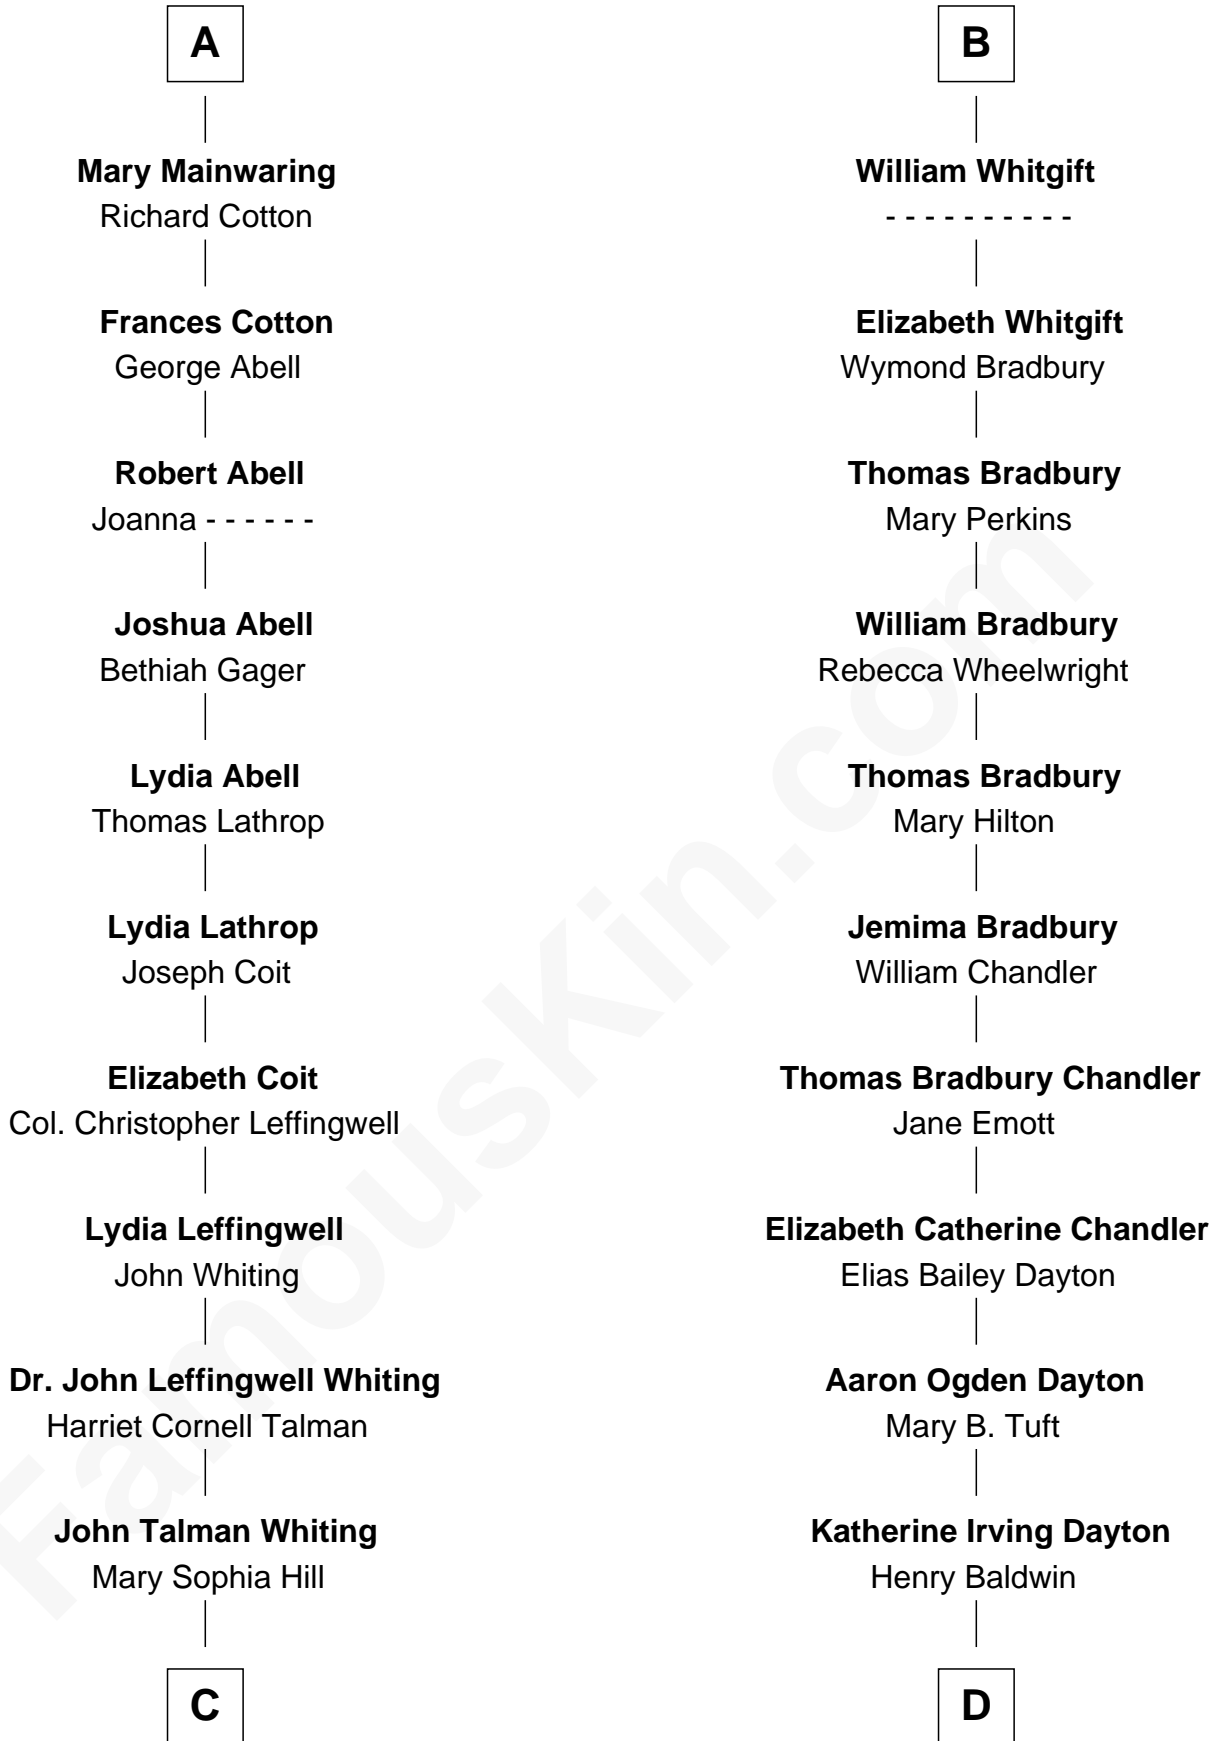 A
Mary Mainwaring
Richard Cotton
Frances Cotton
George Abell
Robert Abell
Joanna - - - - - -
Joshua Abell
Bethiah Gager
Lydia Abell
Thomas Lathrop
Lydia Lathrop
Joseph Coit
Elizabeth Coit
Col. Christopher Leffingwell
Lydia Leffingwell
John Whiting
Dr. John Leffingwell Whiting
Harriet Cornell Talman
John Talman Whiting
Mary Sophia Hill
C
B
William Whitgift
- - - - - - - - - -
Elizabeth Whitgift
Wymond Bradbury
Thomas Bradbury
Mary Perkins
William Bradbury
Rebecca Wheelwright
Thomas Bradbury
Mary Hilton
Jemima Bradbury
William Chandler
Thomas Bradbury Chandler
Jane Emott
Elizabeth Catherine Chandler
Elias Bailey Dayton
Aaron Ogden Dayton
Mary B. Tuft
Katherine Irving Dayton
Henry Baldwin
D
FamousKin.com